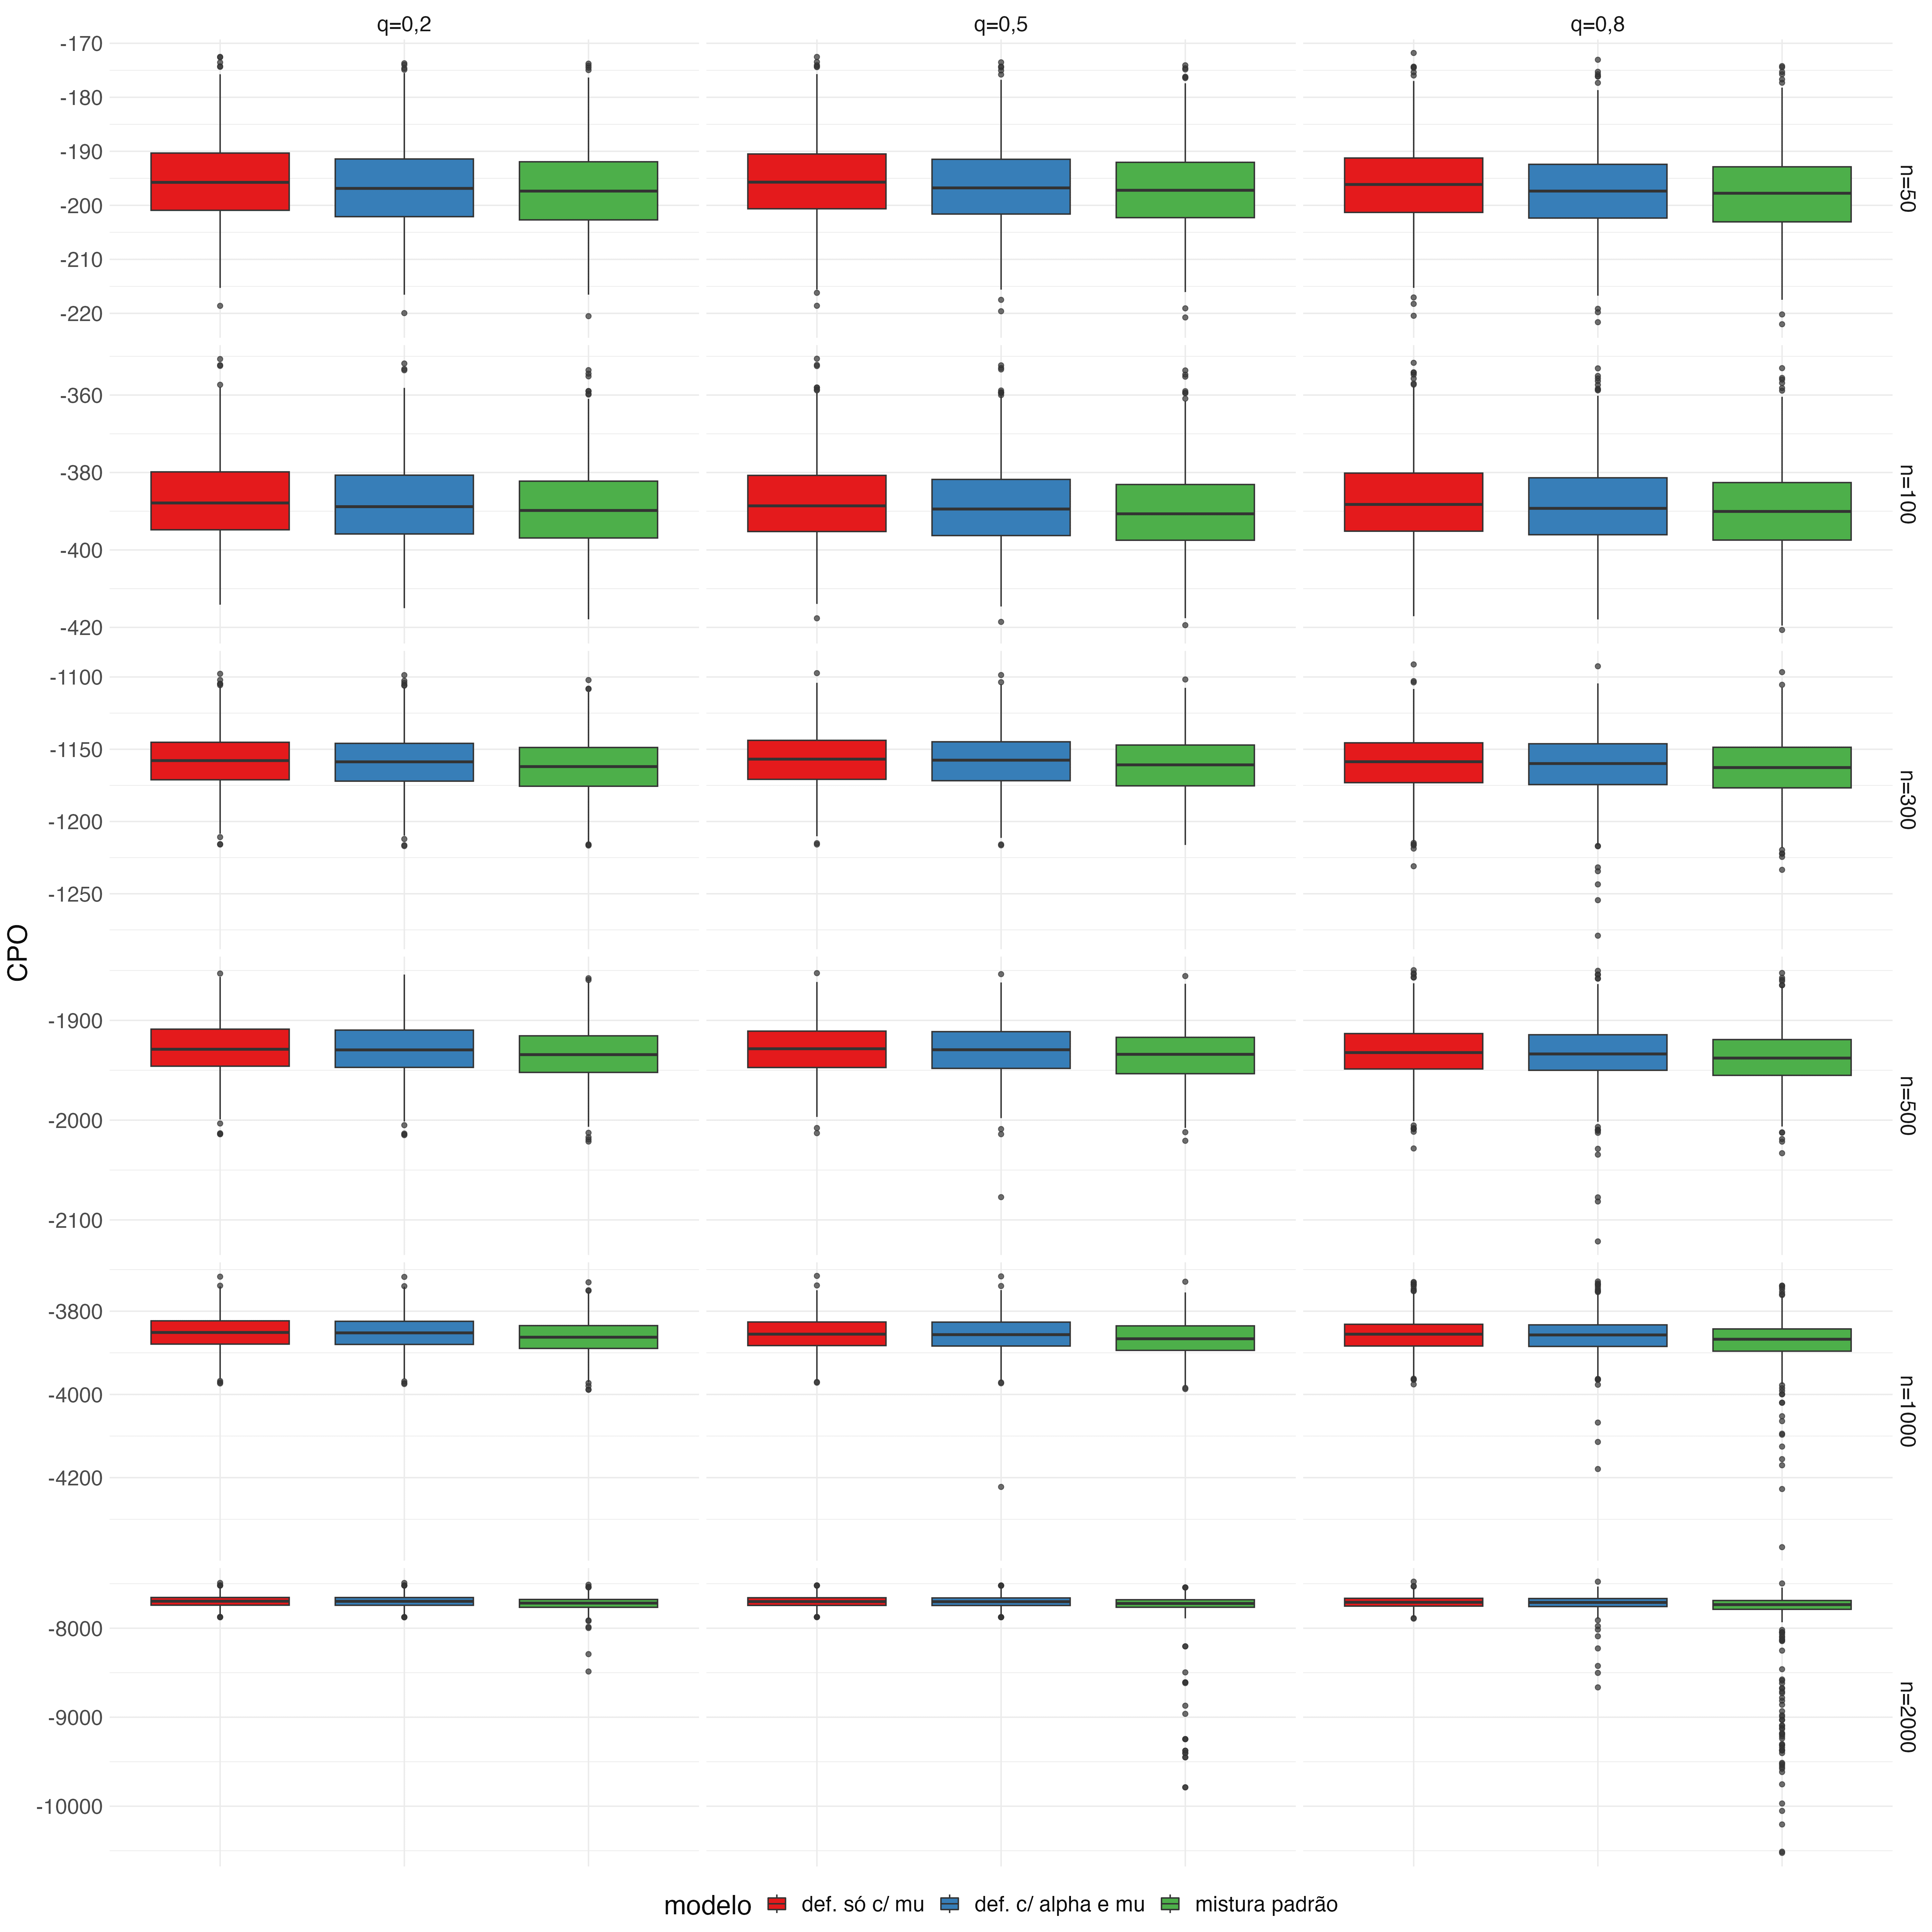 q=0,2
q=0,5
q=0,8
-170
-180
-190
-200
-210
-220
n=50
-360
-380
-400
-420
n=100
-1100
-1150
-1200
-1250
n=300
CPO
-1900
-2000
-2100
n=500
-3800
-4000
-4200
n=1000
-8000
-9000
-10000
n=2000
modelo def. só c/ mu def. c/ alpha e mu mistura padrão